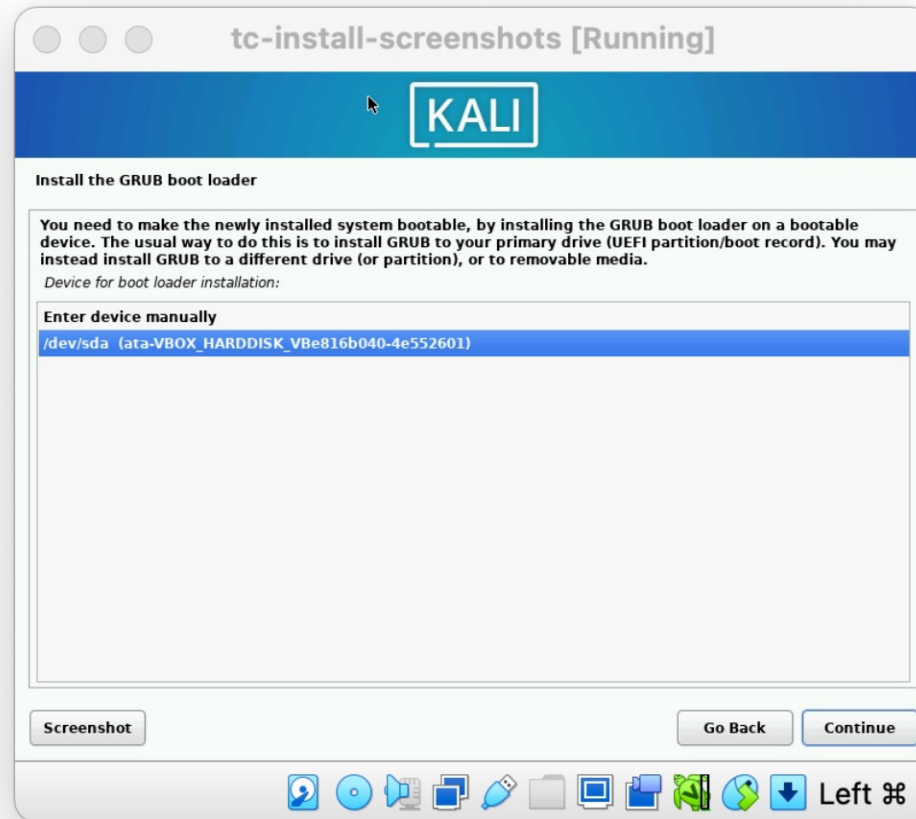 tc-install-screenshots [Running]
KALI
Install the GRUB boot loader
You need to make the newly installed system bootable, by installing the GRUB boot loader on a bootable
device. The usual way to do this is to install GRUB to your primary drive (UEFI partition/boot record). You may
instead install GRUB to a different drive (or partition), or to removable media.
Device for boot loader installation:
Enter device manually
/dev/sda (ata-VBOX_HARDDISK_VBe816b040-4e552601)
Screenshot Go Back Continue
Left ⌘